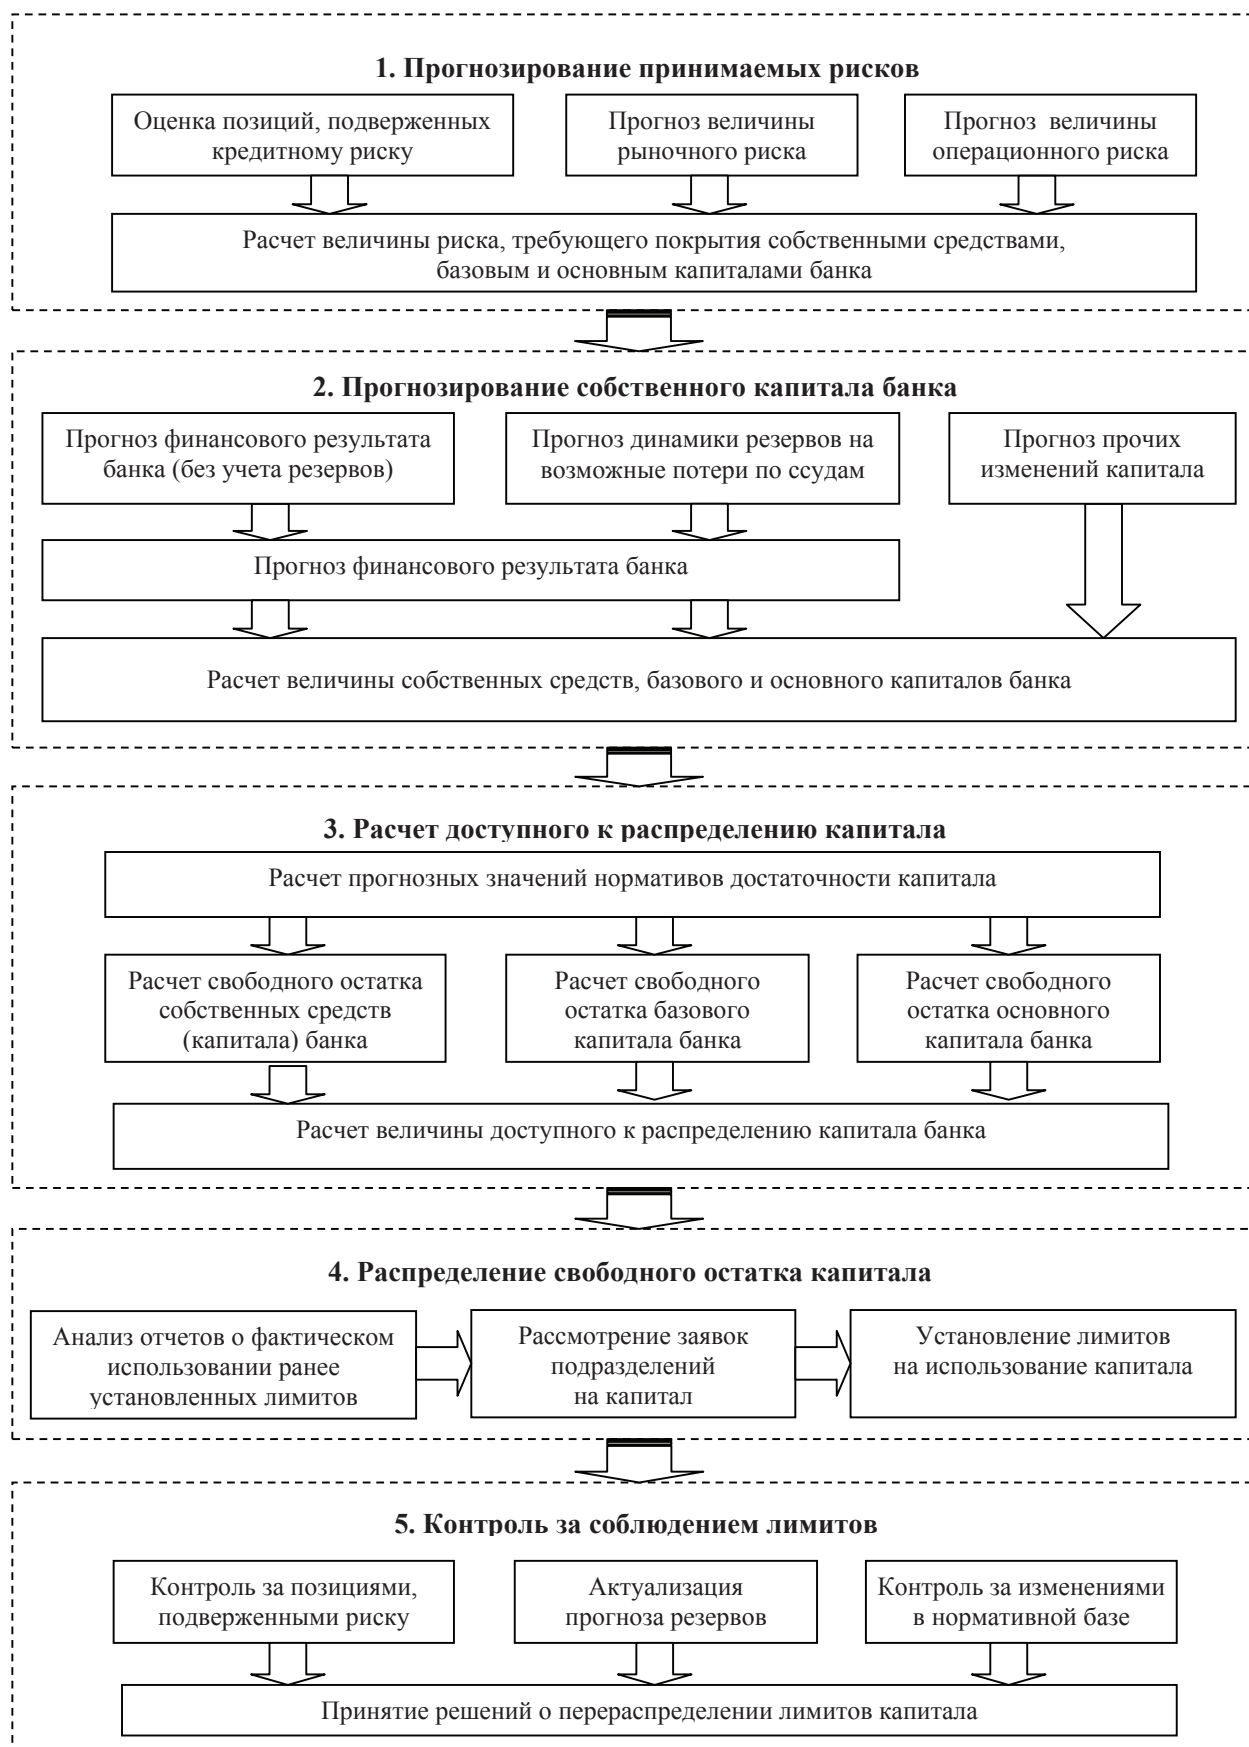 1. Прогнозирование принимаемых рисков
Оценка позиций, подверженных
кредитному риску
Прогноз величины
рыночного риска
Прогноз величины
операционного риска
Расчет величины риска, требующего покрытия собственными средствами,
базовым и основным капиталами банка
2. Прогнозирование собственного капитала банка
Прогноз финансового результата
банка (без учета резервов)
Прогноз динамики резервов на
возможные потери по ссудам
Прогноз прочих
изменений капитала
Прогноз финансового результата банка
Расчет величины собственных средств, базового и основного капиталов банка
3. Расчет доступного к распределению капитала
Расчет прогнозных значений нормативов достаточности капитала
Расчет свободного остатка
собственных средств
(капитала) банка
Расчет свободного
остатка базового
капитала банка
Расчет свободного
остатка основного
капитала банка
Расчет величины доступного к распределению капитала банка
4. Распределение свободного остатка капитала
Анализ отчетов о фактическом
использовании ранее
установленных лимитов
Рассмотрение заявок
подразделений
на капитал
Установление лимитов
на использование капитала
5. Контроль за соблюдением лимитов
Контроль за позициями,
подверженными риску
Актуализация
прогноза резервов
Контроль за изменениями
в нормативной базе
Принятие решений о перераспределении лимитов капитала